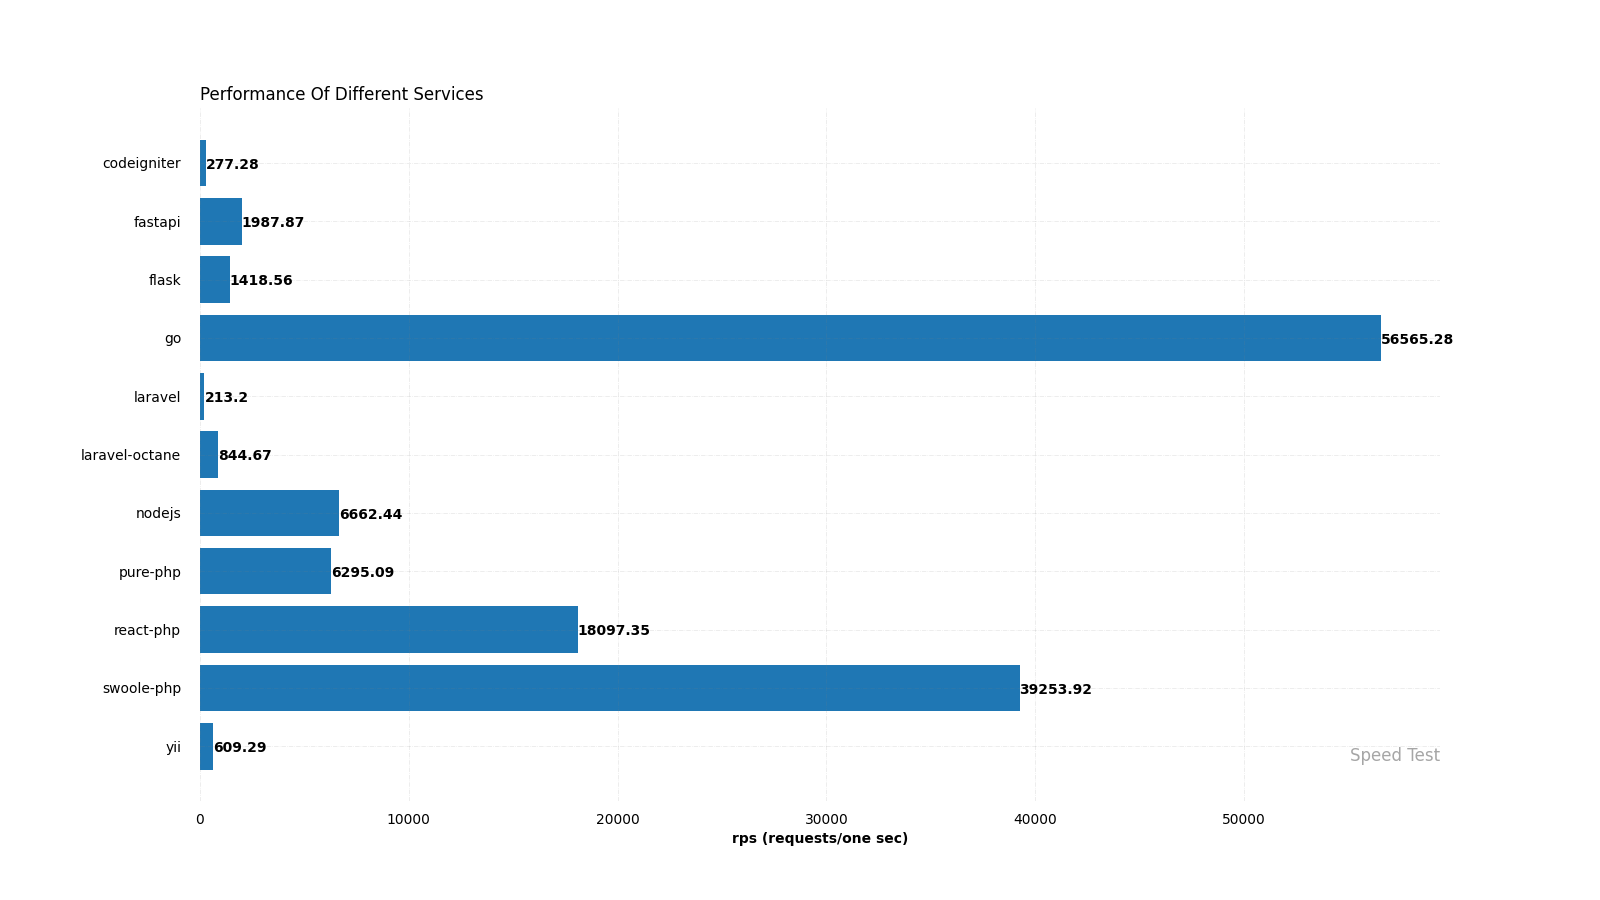 Performance Of Different Services
codeigniter 277.28
fastapi 1987.87
flask 1418.56
go 56565.28
laravel 213.2
laravel-octane 844.67
nodejs 6662.44
pure-php 6295.09
react-php 18097.35
swoole-php 39253.92
yii 609.29
Speed Test
0 10000 20000 30000 40000 50000
rps (requests/one sec)